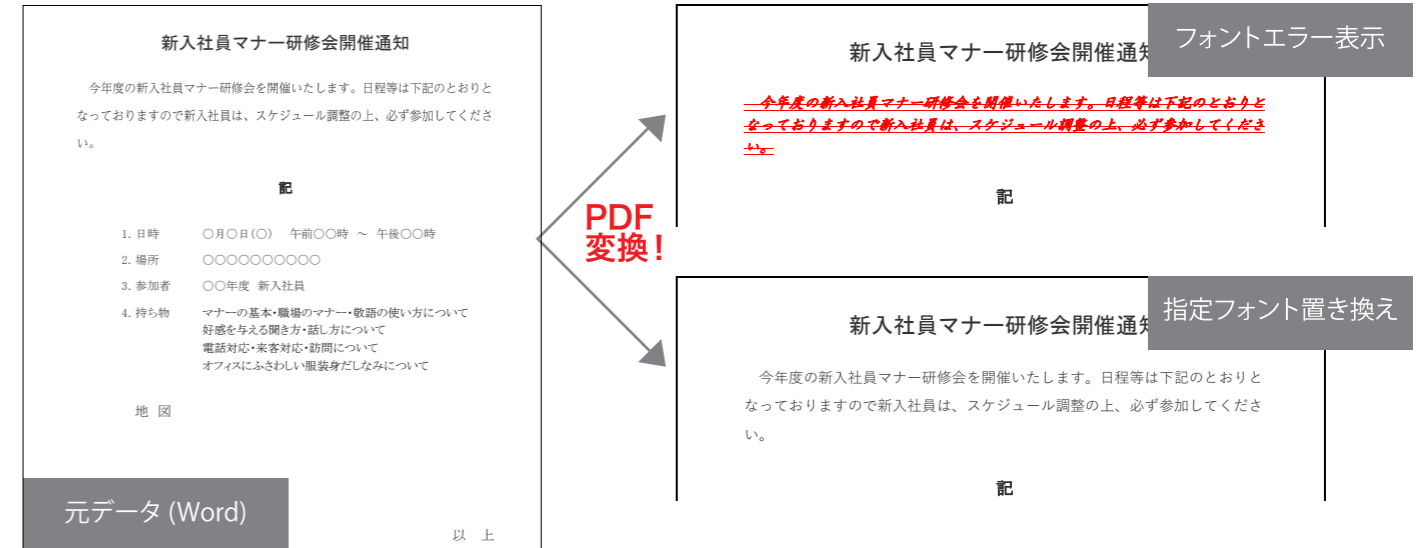 新入社員マナー研修会開催通知
今年度の新入社員マナー研修会を開催いたします。日程等は下記のとおりと
なっておりますので新入社員は、スケジュール調整の上、必ず参加してくださ
い。
記
1. 日時 〇月〇日(〇) 午前〇〇時 ～ 午後〇〇時
2. 場所 〇〇〇〇〇〇〇〇〇〇
3. 参加者 〇〇年度 新入社員
4. 持ち物 マナーの基本・職場のマナー・敬語の使い方について
好感を与える聞き方・話し方について
電話対応・来客対応・訪問について
オフィスにふさわしい服装身だしなみについて
地 図
元データ (Word)
以 上
PDF
変換！
フォントエラー表示
新入社員マナー研修会開催通
今年度の新入社員マナー研修会を開催いたします。日程等は下記のとおりと
なっておりますので新入社員は、スケジュール調整の上、必ず参加してくださ
い。
記
指定フォント置き換え
新入社員マナー研修会開催通
今年度の新入社員マナー研修会を開催いたします。日程等は下記のとおりと
なっておりますので新入社員は、スケジュール調整の上、必ず参加してくださ
い。
記